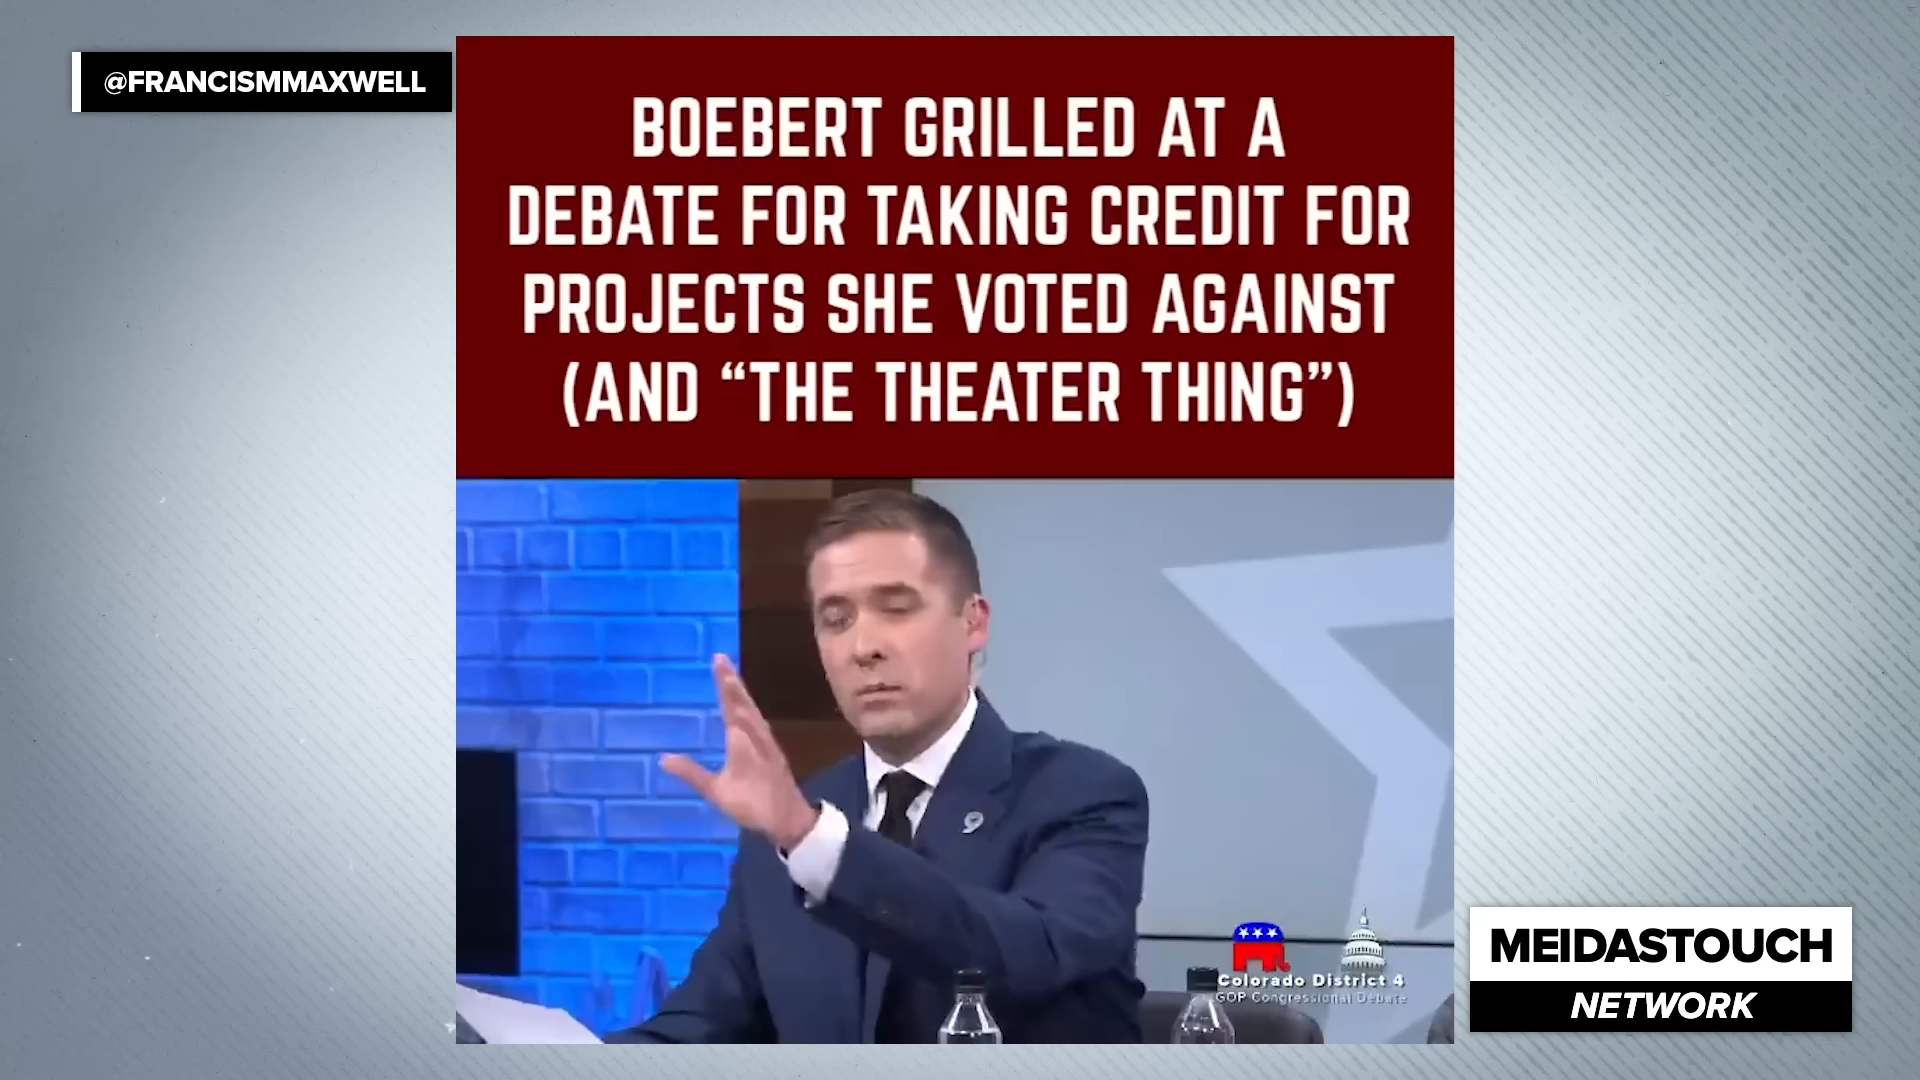 @FRANCISMMAXWELL
BOEBERT GRILLED AT A
DEBATE FOR TAKING CREDIT FOR
PROJECTS SHE VOTED AGAINST
(AND “THE THEATER THING”)
9
Colorado District 4
GOP Congressional Debate
MEIDASTOUCH
NETWORK